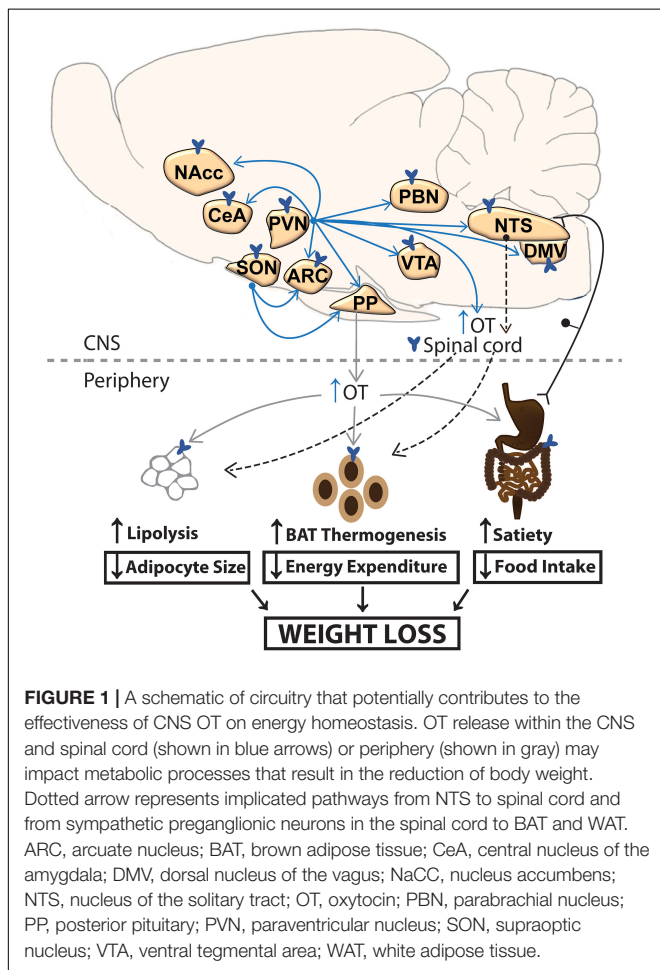 NAcc
CeA
PVN
SON
ARC
PP
PBN
VTA
NTS
DMV
↑OT
Spinal cord
CNS
Periphery
↑OT
↑ Lipolysis
↓ Adipocyte Size
↑ BAT Thermogenesis
↓ Energy Expenditure
↑ Satiety
↓ Food Intake
WEIGHT LOSS
FIGURE 1 | A schematic of circuitry that potentially contributes to the
effectiveness of CNS OT on energy homeostasis. OT release within the CNS
and spinal cord (shown in blue arrows) or periphery (shown in gray) may
impact metabolic processes that result in the reduction of body weight.
Dotted arrow represents implicated pathways from NTS to spinal cord and
from sympathetic preganglionic neurons in the spinal cord to BAT and WAT.
ARC, arcuate nucleus; BAT, brown adipose tissue; CeA, central nucleus of the
amygdala; DMV, dorsal nucleus of the vagus; NaCC, nucleus accumbens;
NTS, nucleus of the solitary tract; OT, oxytocin; PBN, parabrachial nucleus;
PP, posterior pituitary; PVN, paraventricular nucleus; SON, supraoptic
nucleus; VTA, ventral tegmental area; WAT, white adipose tissue.